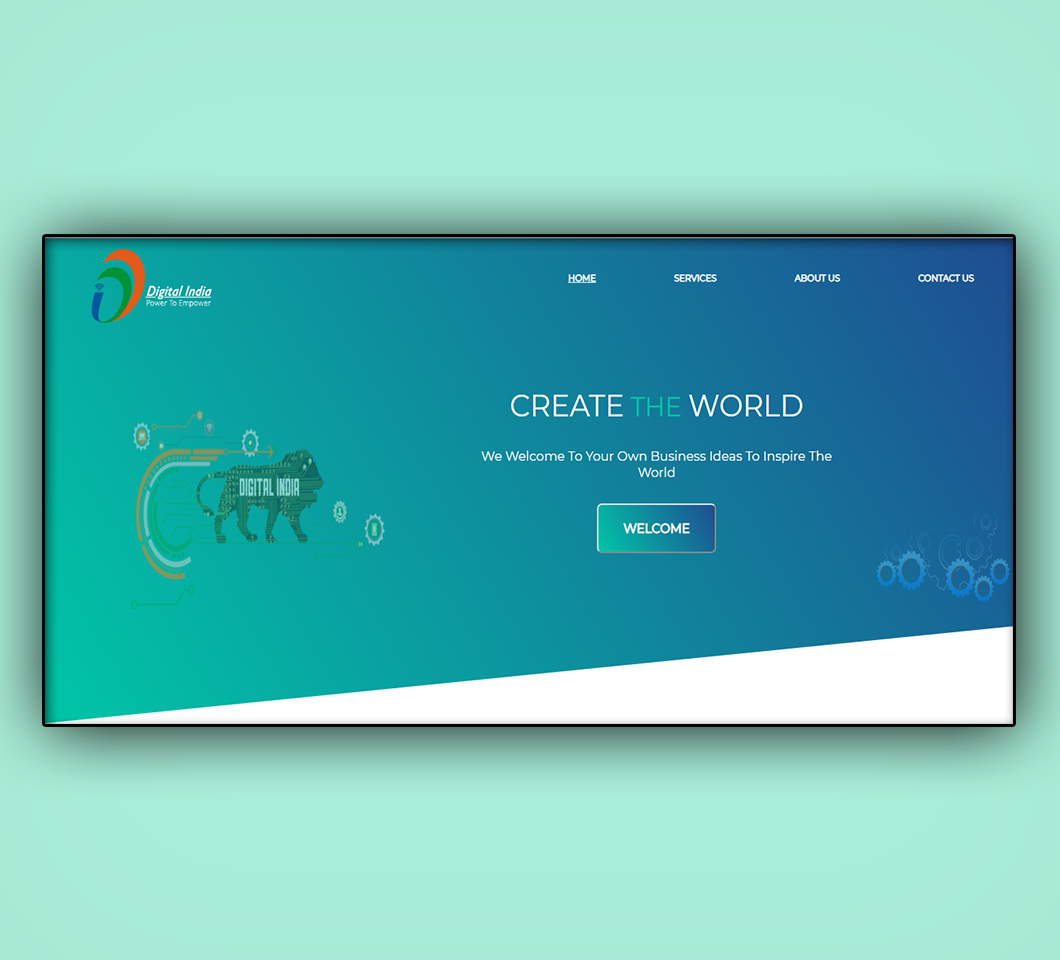 Digital India
Power To Empower
HOME SERVICES ABOUT US CONTACT US
CREATE THE WORLD
We Welcome To Your Own Business Ideas To Inspire The
World
DIGITAL INDIA
WELCOME